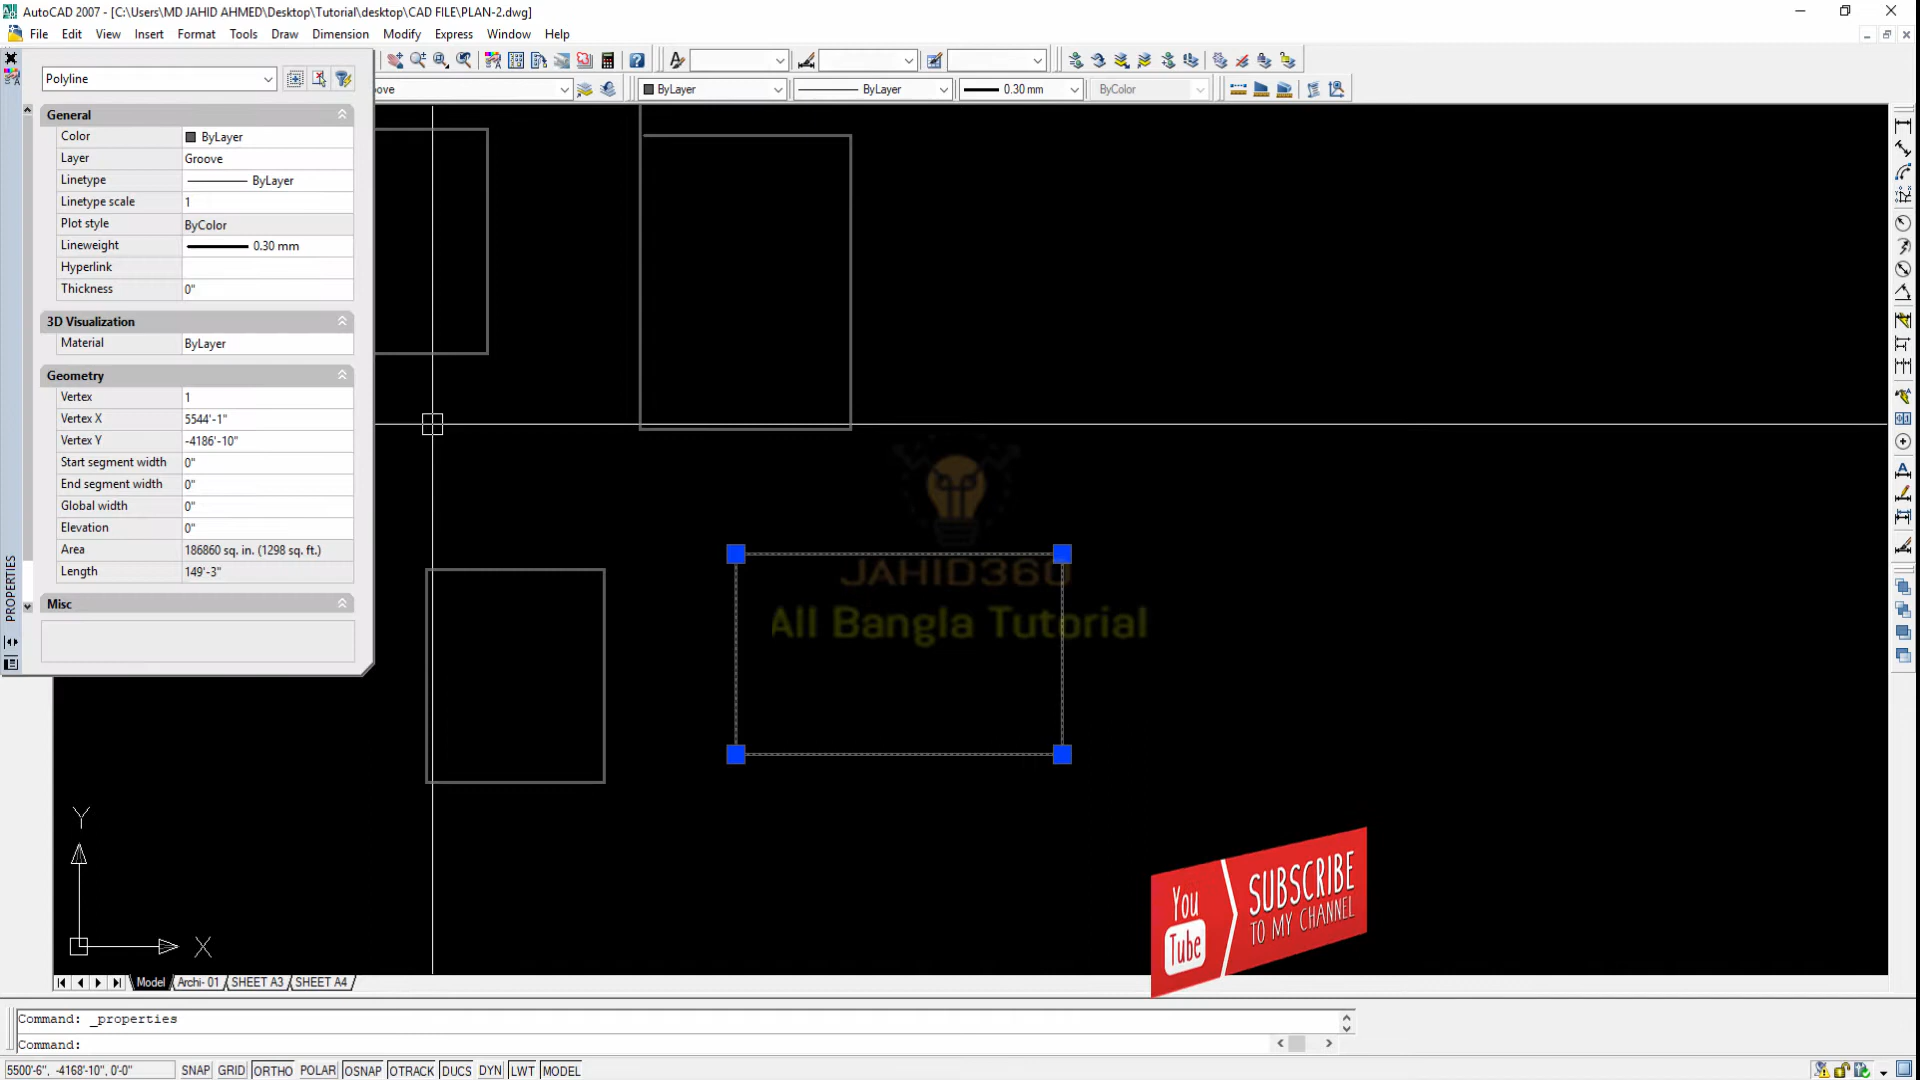 AutoCAD 2007 - [C:\Users\MD JAHID AHMED\Desktop\Tutorial\desktop\CAD FILE\PLAN-2.dwg]
File Edit View Insert Format Tools Draw Dimension Modify Express Window Help
Polyline
ByLayer ByLayer 0.30 mm ByColor
General
Color ByLayer
Layer Groove
Linetype ByLayer
Linetype scale 1
Plot style ByColor
Lineweight 0.30 mm
Hyperlink
Thickness 0"
3D Visualization
Material ByLayer
Geometry
Vertex 1
Vertex X 5544'-1"
Vertex Y -4186'-10"
Start segment width 0"
End segment width 0"
Global width 0"
Elevation 0"
Area 186860 sq. in. (1298 sq. ft.)
Length 149'-3"
Misc
PROPERTIES
JAHID360
All Bangla Tutorial
Y
X
You Tube
SUBSCRIBE
TO MY CHANNEL
Model Archi- 01 SHEET A3 SHEET A4
Command: _properties
Command:
5500'-6", -4168'-10", 0'-0" SNAP GRID ORTHO POLAR OSNAP OTRACK DUCS DYN LWT MODEL